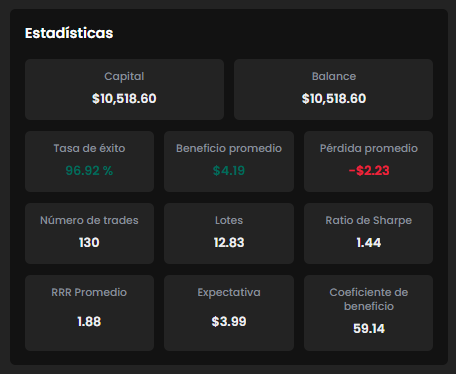 Estadísticas
Capital
$10,518.60
Balance
$10,518.60
Tasa de éxito
96.92 %
Beneficio promedio
$4.19
Pérdida promedio
-$2.23
Número de trades
130
Lotes
12.83
Ratio de Sharpe
1.44
RRR Promedio
1.88
Expectativa
$3.99
Coeficiente de
beneficio
59.14